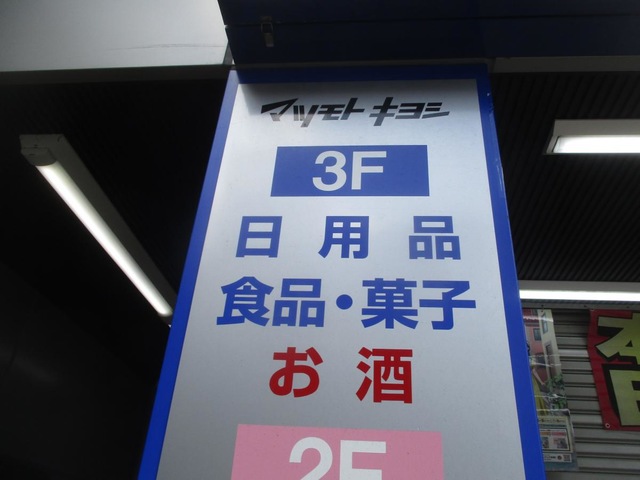 マツモトキヨシ
3F
日用品
食品・菓子
お酒
2F